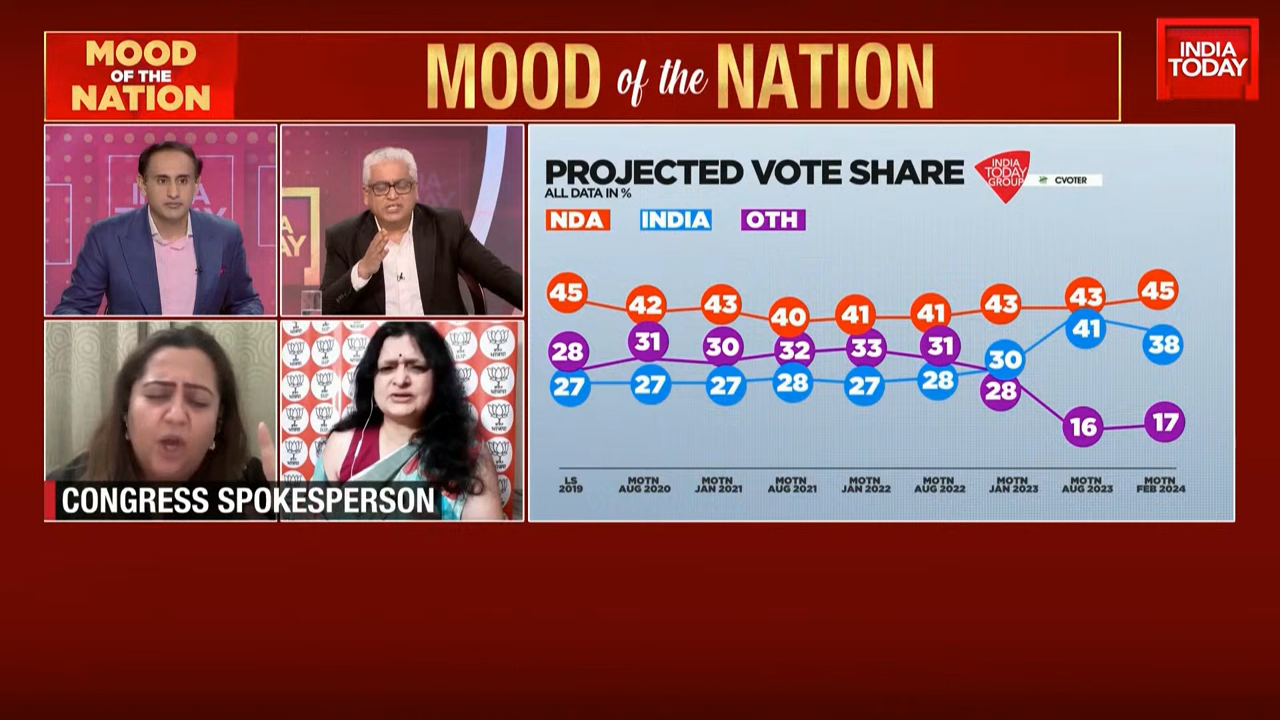 MOOD
OF THE
NATION
MOOD of the NATION
INDIA
TODAY
PROJECTED VOTE SHARE
ALL DATA IN %
INDIA
TODAY
GROUP
CVOTER
NDA INDIA OTH
45 42 43 40 41 41 43 43 45
28 31 30 32 33 31 30 41 38
27 27 27 28 27 28 28 16 17
LS
2019
MOTN
AUG 2020
MOTN
JAN 2021
MOTN
AUG 2021
MOTN
JAN 2022
MOTN
AUG 2022
MOTN
JAN 2023
MOTN
AUG 2023
MOTN
FEB 2024
CONGRESS SPOKESPERSON